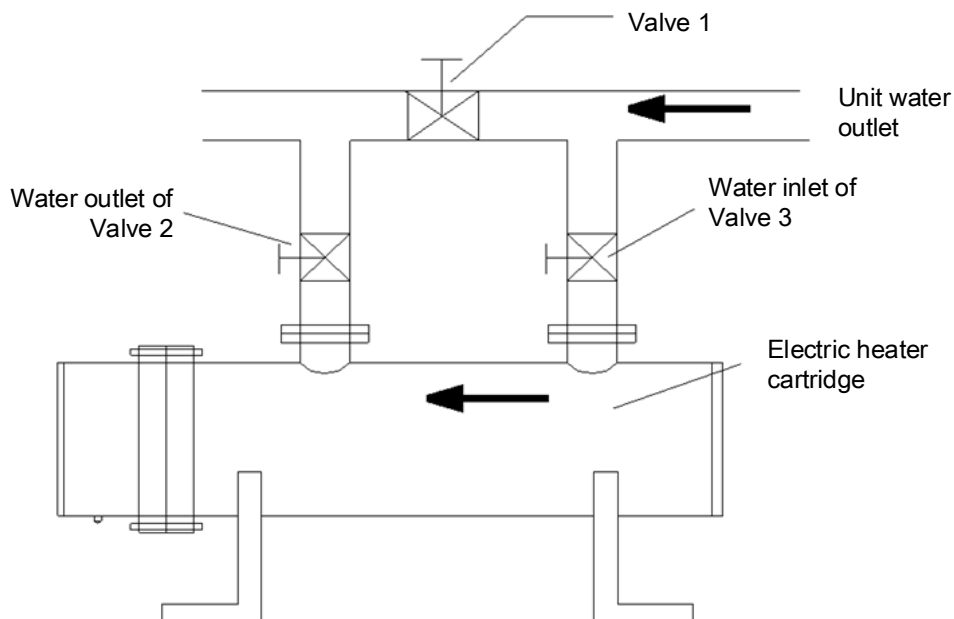 Valve 1
Unit water
outlet
Water outlet of
Valve 2
Water inlet of
Valve 3
Electric heater
cartridge